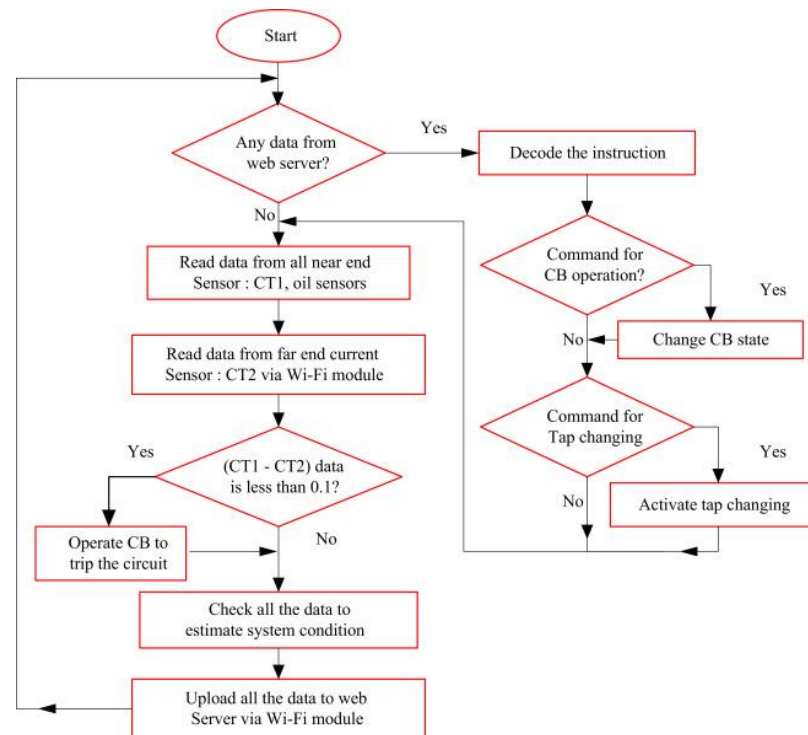 Start
Any data from
web server?
Yes
Decode the instruction
No
Command for
CB operation?
Yes
Read data from all near end
Sensor : CT1, oil sensors
No
Change CB state
Read data from far end current
Sensor : CT2 via Wi-Fi module
Command for
Tap changing
Yes
Yes
(CT1 - CT2) data
is less than 0.1?
No
Activate tap changing
Operate CB to
trip the circuit
No
Check all the data to
estimate system condition
Upload all the data to web
Server via Wi-Fi module